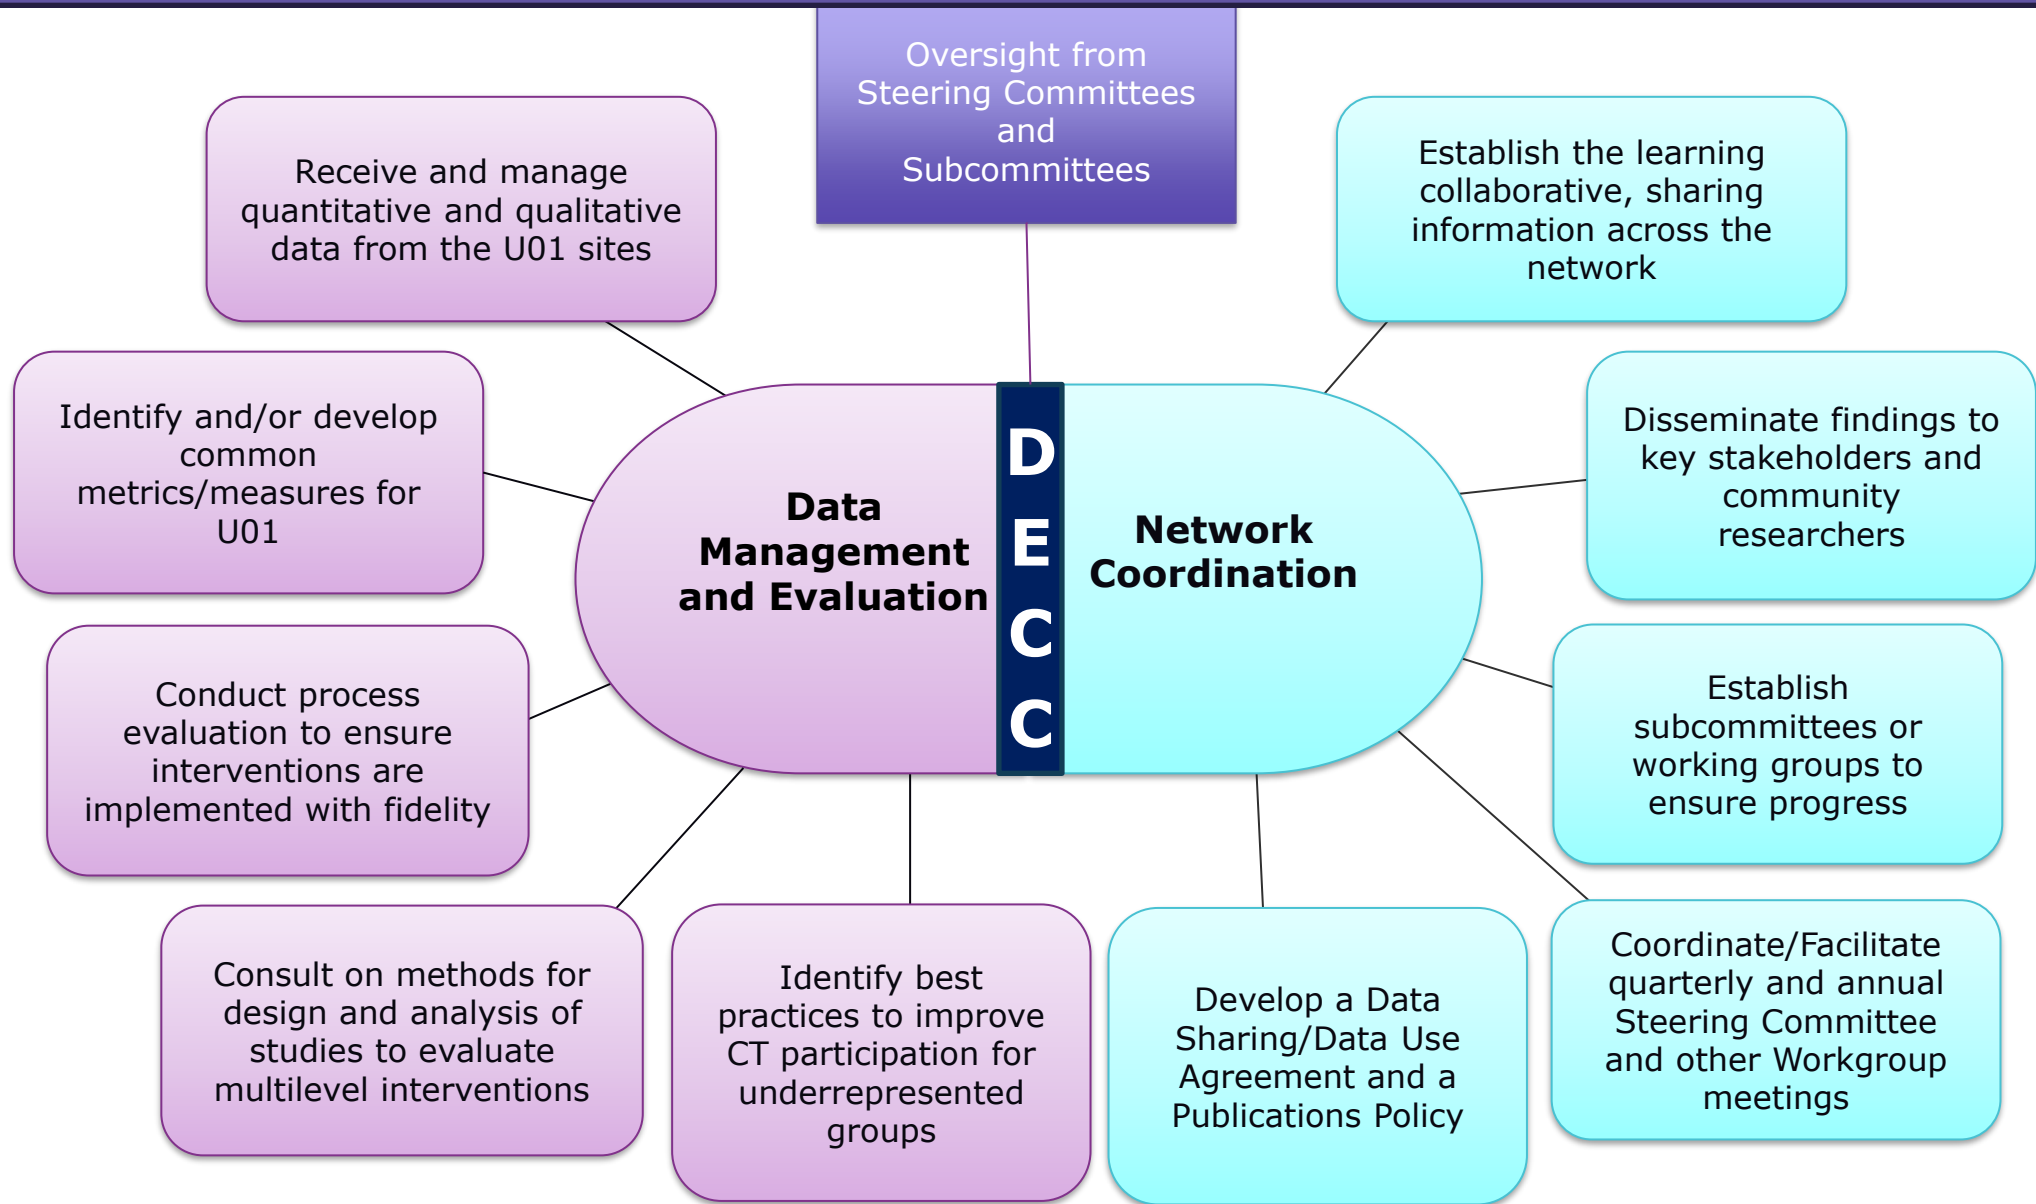 Oversight from
Steering Committees
and
Subcommittees
Receive and manage
quantitative and qualitative
data from the U01 sites
Identify and/or develop
common
metrics/measures for
U01
Conduct process
evaluation to ensure
interventions are
implemented with fidelity
Consult on methods for
design and analysis of
studies to evaluate
multilevel interventions
Identify best
practices to improve
CT participation for
underrepresented
groups
Data
Management
and Evaluation
D
E
C
C
Network
Coordination
Establish the learning
collaborative, sharing
information across the
network
Disseminate findings to
key stakeholders and
community
researchers
Establish
subcommittees or
working groups to
ensure progress
Coordinate/Facilitate
quarterly and annual
Steering Committee
and other Workgroup
meetings
Develop a Data
Sharing/Data Use
Agreement and a
Publications Policy